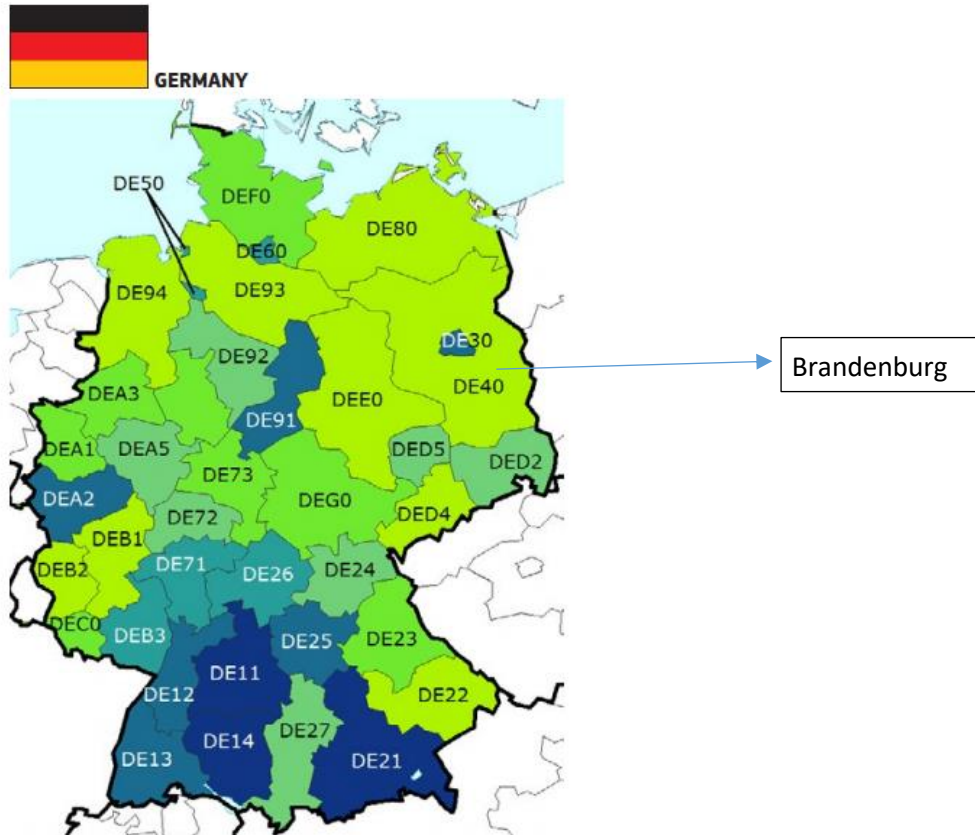 GERMANY
DE50
DEF0
DE80
DE60
DE94
DE93
DE30
Brandenburg
DE92
DE40
DEA3
DEE0
DE91
DEA1
DEA5
DED5
DED2
DE73
DEA2
DEG0
DED4
DE72
DEB1
DE71
DE26
DE24
DEB2
DEC0
DEB3
DE25
DE23
DE11
DE12
DE22
DE27
DE14
DE13
DE21